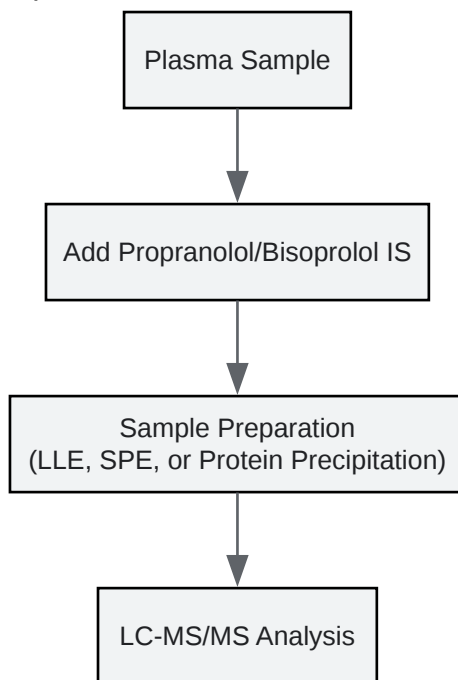 Plasma Sample
Add Propranolol/Bisoprolol IS
Sample Preparation
(LLE, SPE, or Protein Precipitation)
LC-MS/MS Analysis